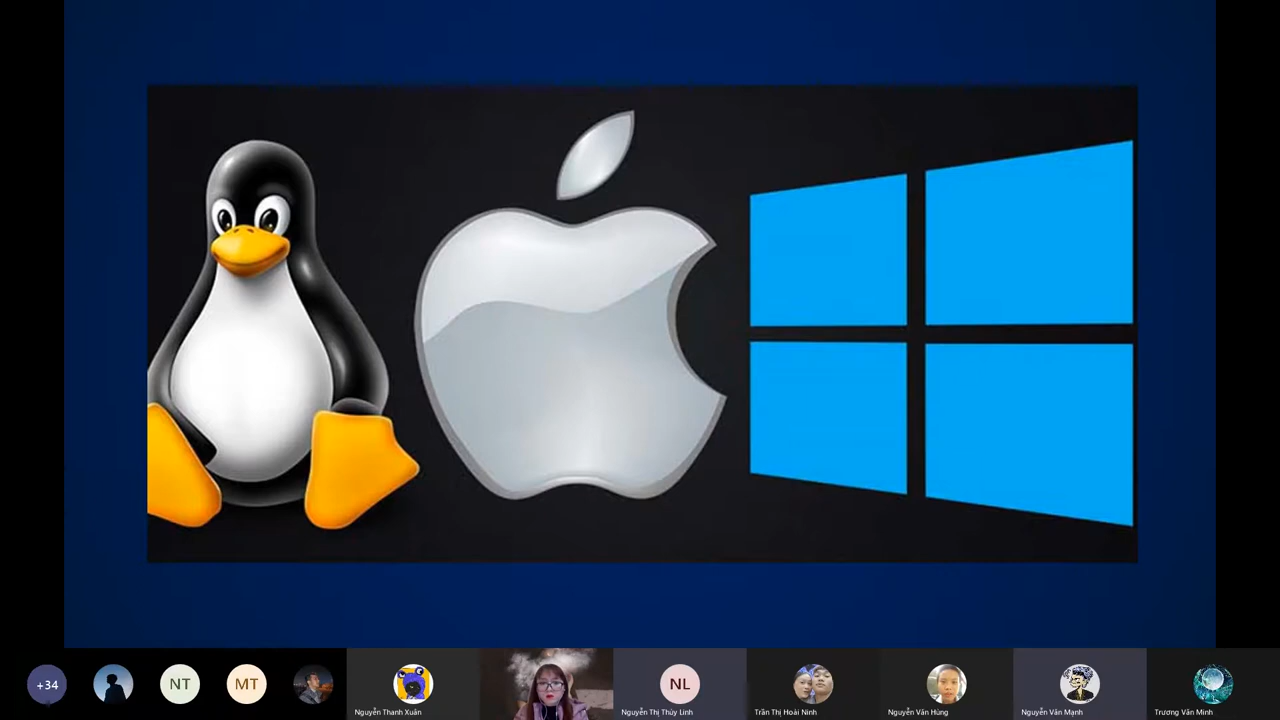 +34
NT
MT
Nguyễn Thanh Xuân
NL
Nguyễn Thị Thùy Linh
Trần Thị Hoài Ninh
Nguyễn Văn Hùng
Nguyễn Văn Mạnh
Trương Văn Minh